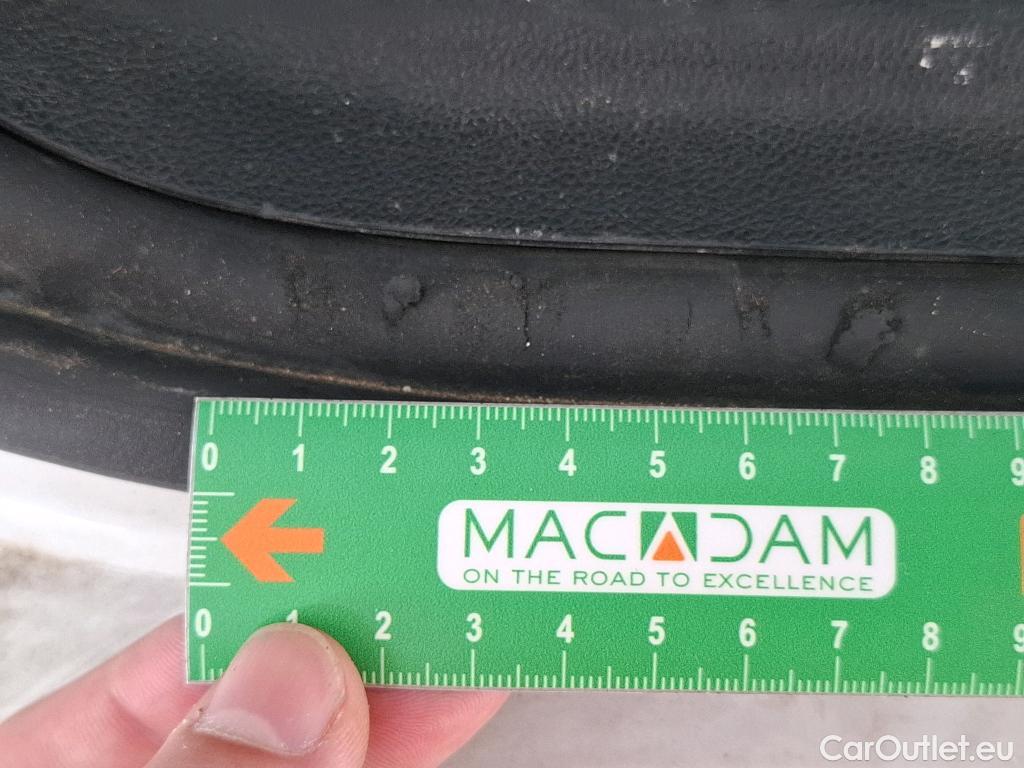 0 1 2 3 4 5 6 7 8 9
MACADAM
ON THE ROAD TO EXCELLENCE
0 1 2 3 4 5 6 7 8 9
CarOutlet.eu